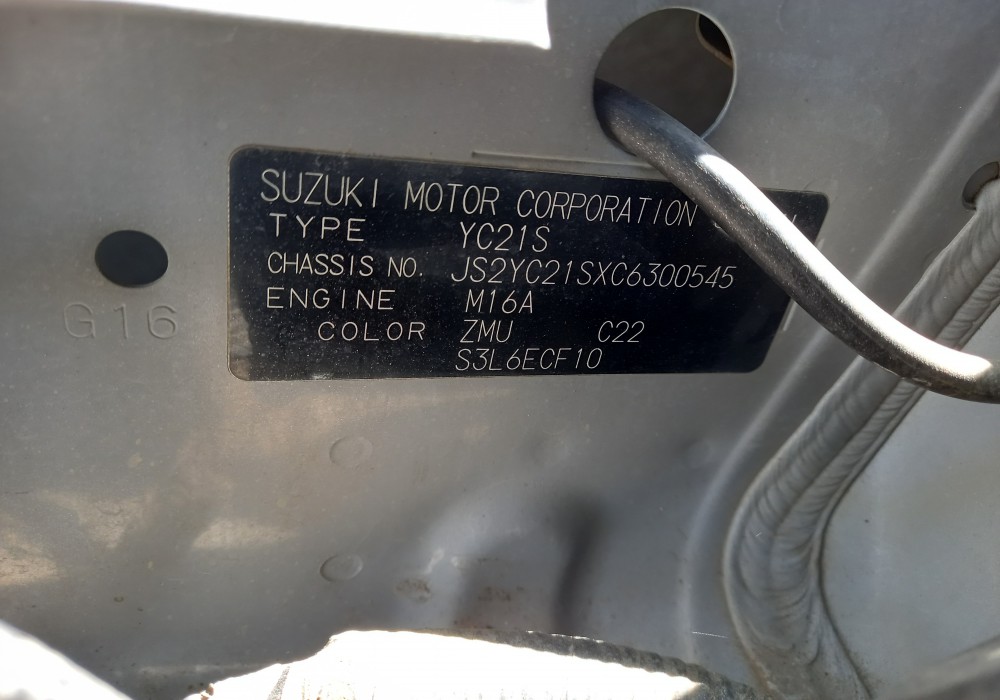 SUZUKI MOTOR CORPORATION
TYPE YC21S
CHASSIS NO. JS2YC21SXC6300545
ENGINE M16A
COLOR ZMU C22
S3L6ECF10
G16